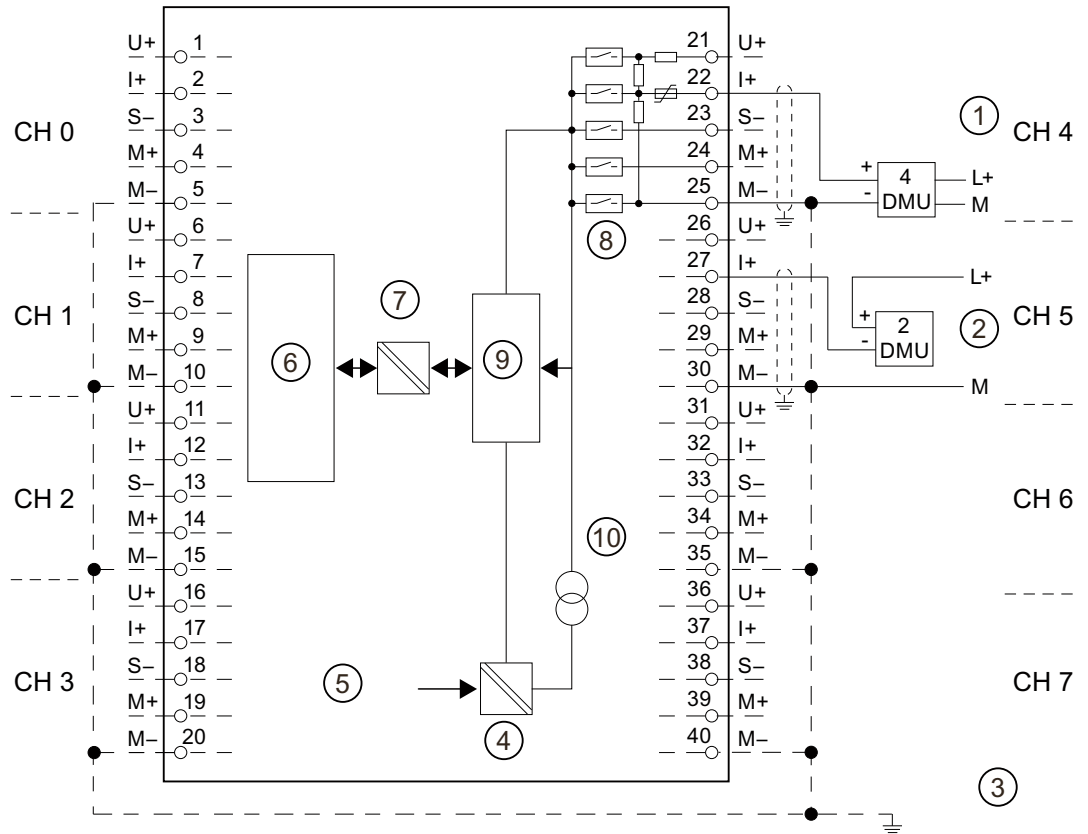 CH 0
U+ 1
I+ 2
S– 3
M+ 4
M– 5
CH 1
U+ 6
I+ 7
S– 8
M+ 9
M– 10
CH 2
U+ 11
I+ 12
S– 13
M+ 14
M– 15
CH 3
U+ 16
I+ 17
S– 18
M+ 19
M– 20
6
7
9
8
10
5
4
21 U+
22 I+
23 S–
24 M+
25 M–
1
CH 4
+
-
4
DMU
L+
M
26 U+
27 I+
28 S–
29 M+
30 M–
2
CH 5
+
-
2
DMU
L+
M
31 U+
32 I+
33 S–
34 M+
35 M–
CH 6
36 U+
37 I+
38 S–
39 M+
40 M–
CH 7
3